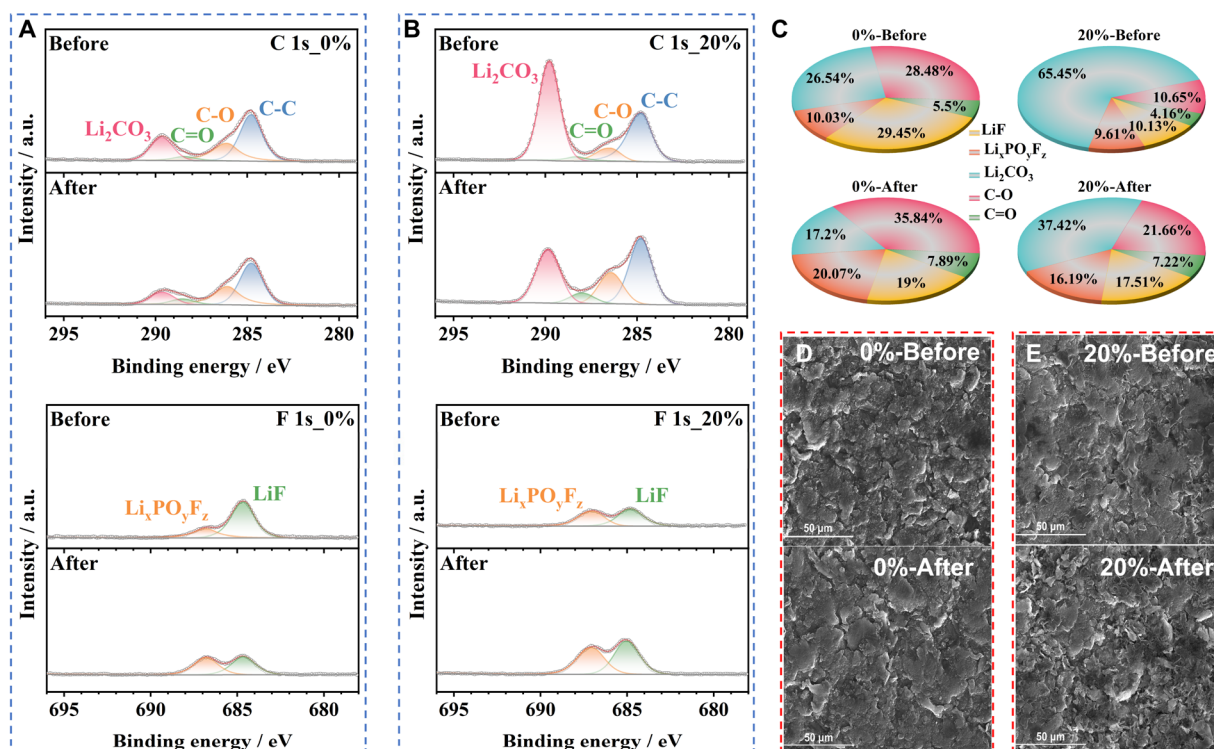 A
Before
C 1s_0%
Li₂CO₃
C=O
C-O
C-C
After
Intensity / a.u.
295 290 285 280
Binding energy / eV
Before
F 1s_0%
LiₓPOᵧF_z
LiF
After
Intensity / a.u.
695 690 685 680
Binding energy / eV
B
Before
C 1s_20%
Li₂CO₃
C=O
C-O
C-C
After
Intensity / a.u.
295 290 285 280
Binding energy / eV
Before
F 1s_20%
LiₓPOᵧF_z
LiF
After
Intensity / a.u.
695 690 685 680
Binding energy / eV
C
0%-Before
26.54%
28.48%
5.5%
10.03%
29.45%
20%-Before
65.45%
10.65%
4.16%
10.13%
9.61%
LiF
LiₓPOᵧF_z
Li₂CO₃
C-O
C=O
0%-After
35.84%
17.2%
7.89%
20.07%
19%
20%-After
37.42%
21.66%
7.22%
16.19%
17.51%
D
0%-Before
50 μm
0%-After
50 μm
E
20%-Before
50 μm
20%-After
50 μm